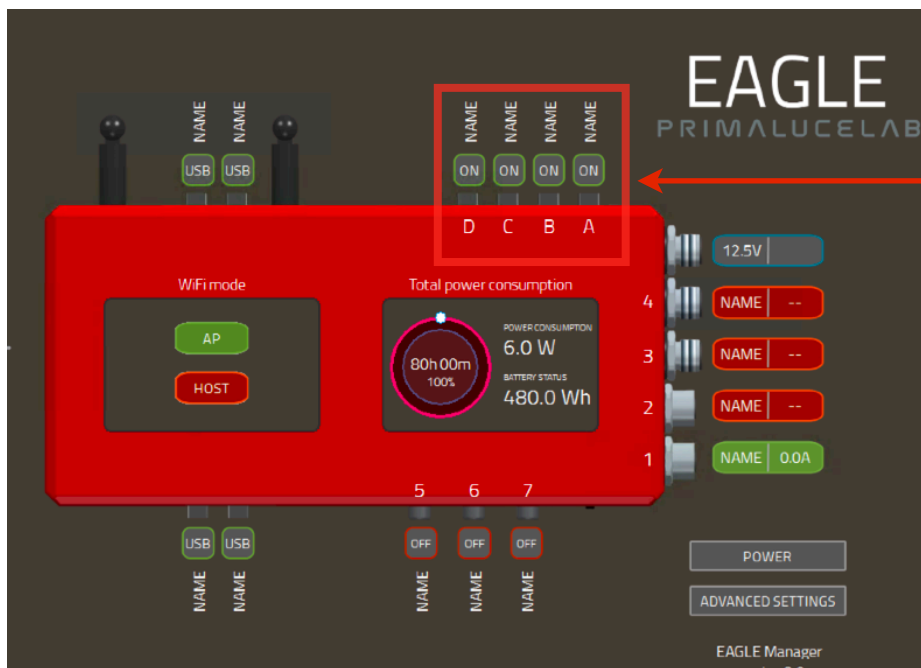 EAGLE
PRIMALUCELAB
NAME NAME NAME NAME NAME NAME
USB USB ON ON ON ON
D C B A
12.5V
WiFi mode
Total power consumption
4 NAME --
AP
POWER CONSUMPTION
6.0 W
80h 00m
100%
3 NAME --
HOST
BATTERY STATUS
480.0 Wh
2 NAME --
1 NAME 0.0A
5 6 7
USB USB OFF OFF OFF
NAME NAME NAME NAME NAME
POWER
ADVANCED SETTINGS
EAGLE Manager